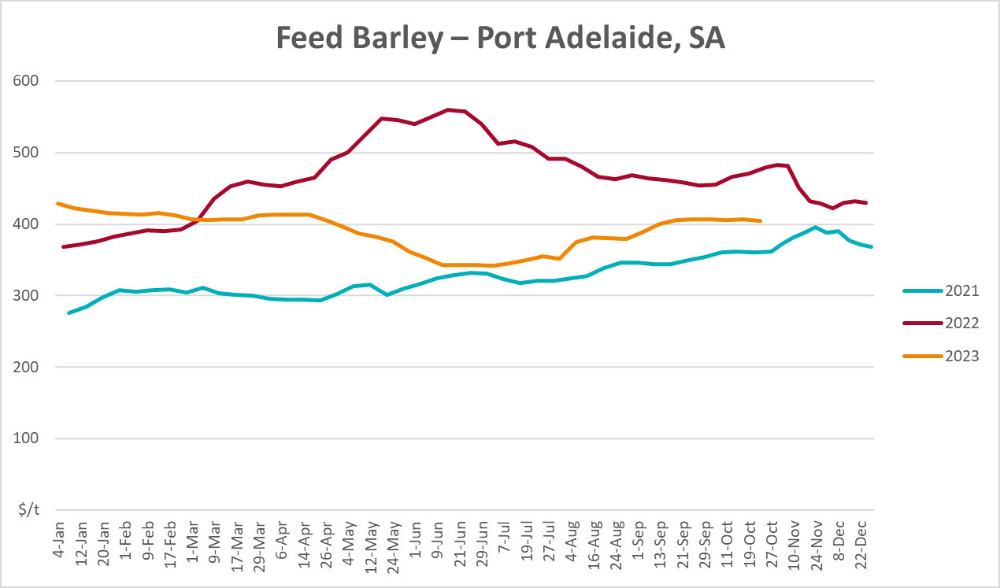 Feed Barley – Port Adelaide, SA
600
500
400
300
200
100
$/t
4-Jan
12-Jan
20-Jan
1-Feb
9-Feb
17-Feb
1-Mar
9-Mar
17-Mar
29-Mar
6-Apr
14-Apr
26-Apr
4-May
12-May
24-May
1-Jun
9-Jun
21-Jun
29-Jun
7-Jul
19-Jul
27-Jul
4-Aug
16-Aug
24-Aug
1-Sep
13-Sep
21-Sep
29-Sep
11-Oct
19-Oct
27-Oct
10-Nov
24-Nov
8-Dec
22-Dec
2021
2022
2023